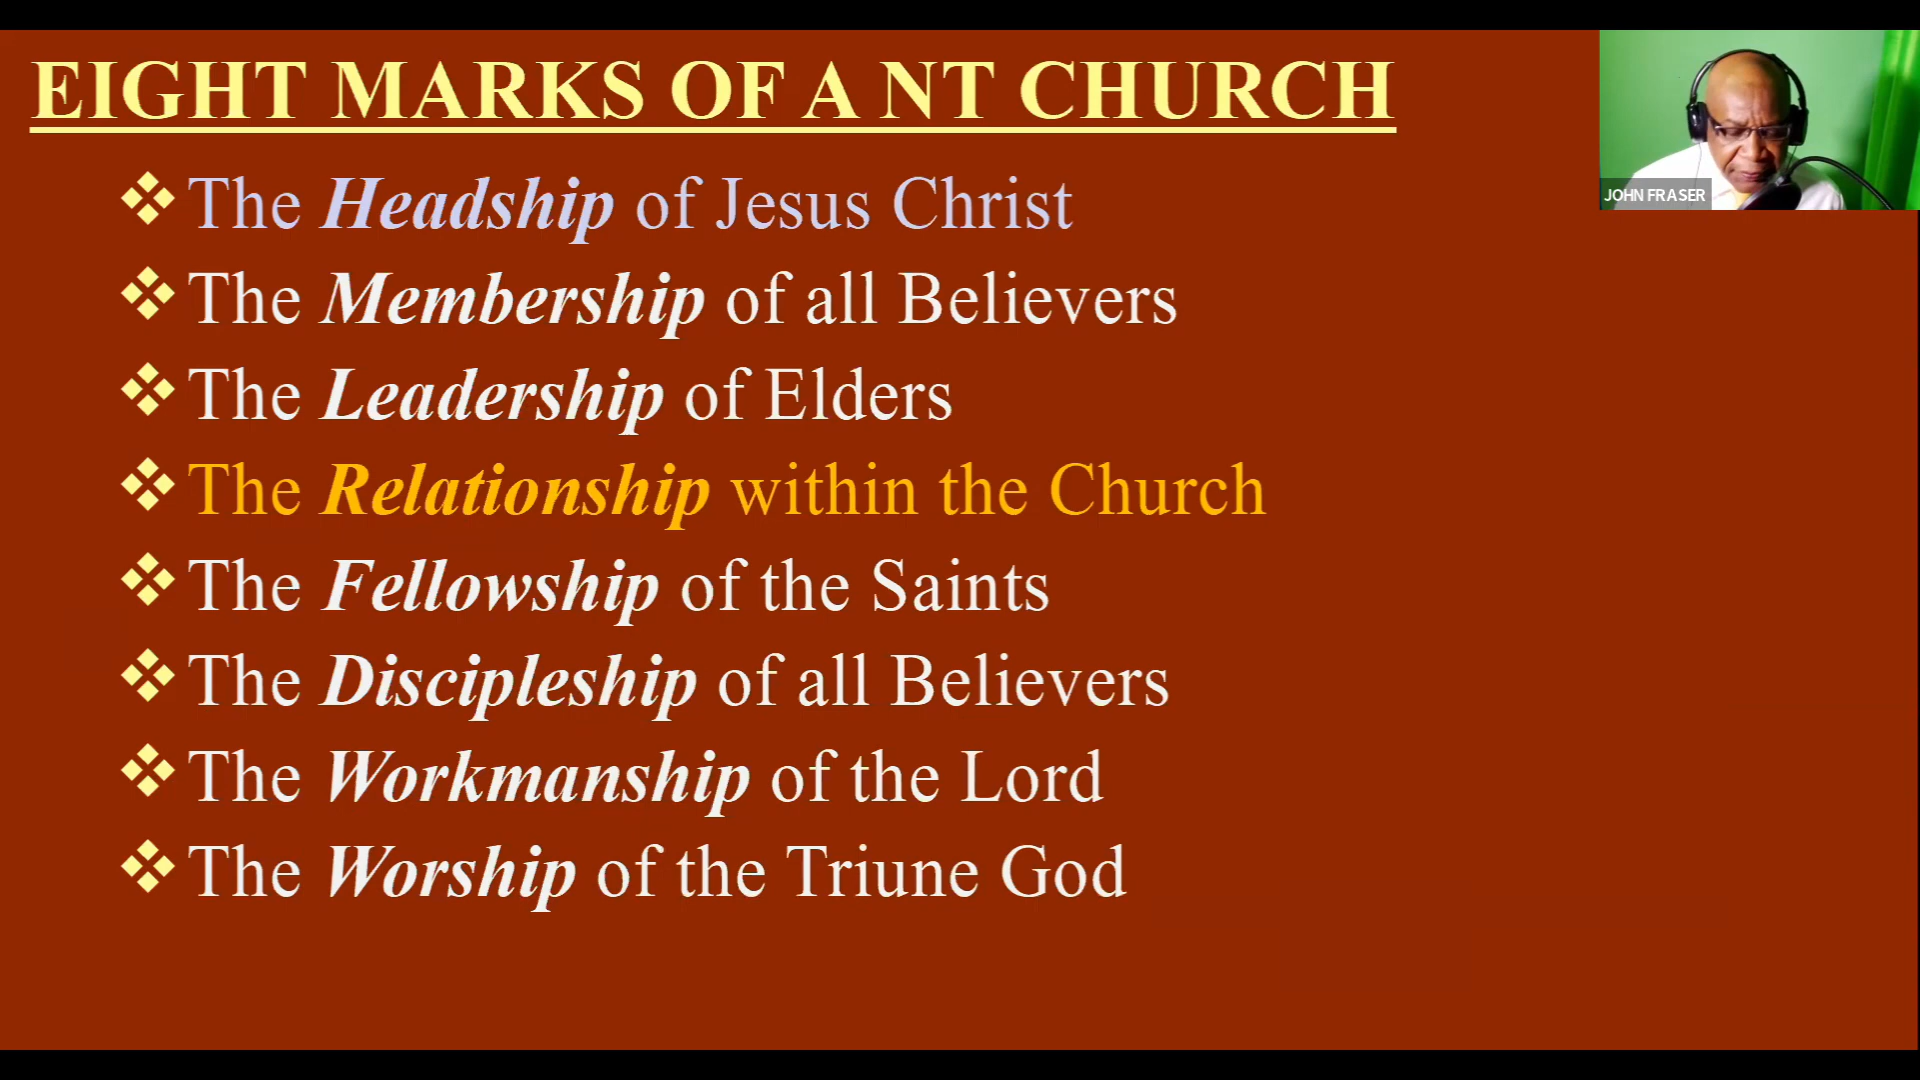 EIGHT MARKS OF A NT CHURCH
JOHN FRASER
The Headship of Jesus Christ
The Membership of all Believers
The Leadership of Elders
The Relationship within the Church
The Fellowship of the Saints
The Discipleship of all Believers
The Workmanship of the Lord
The Worship of the Triune God